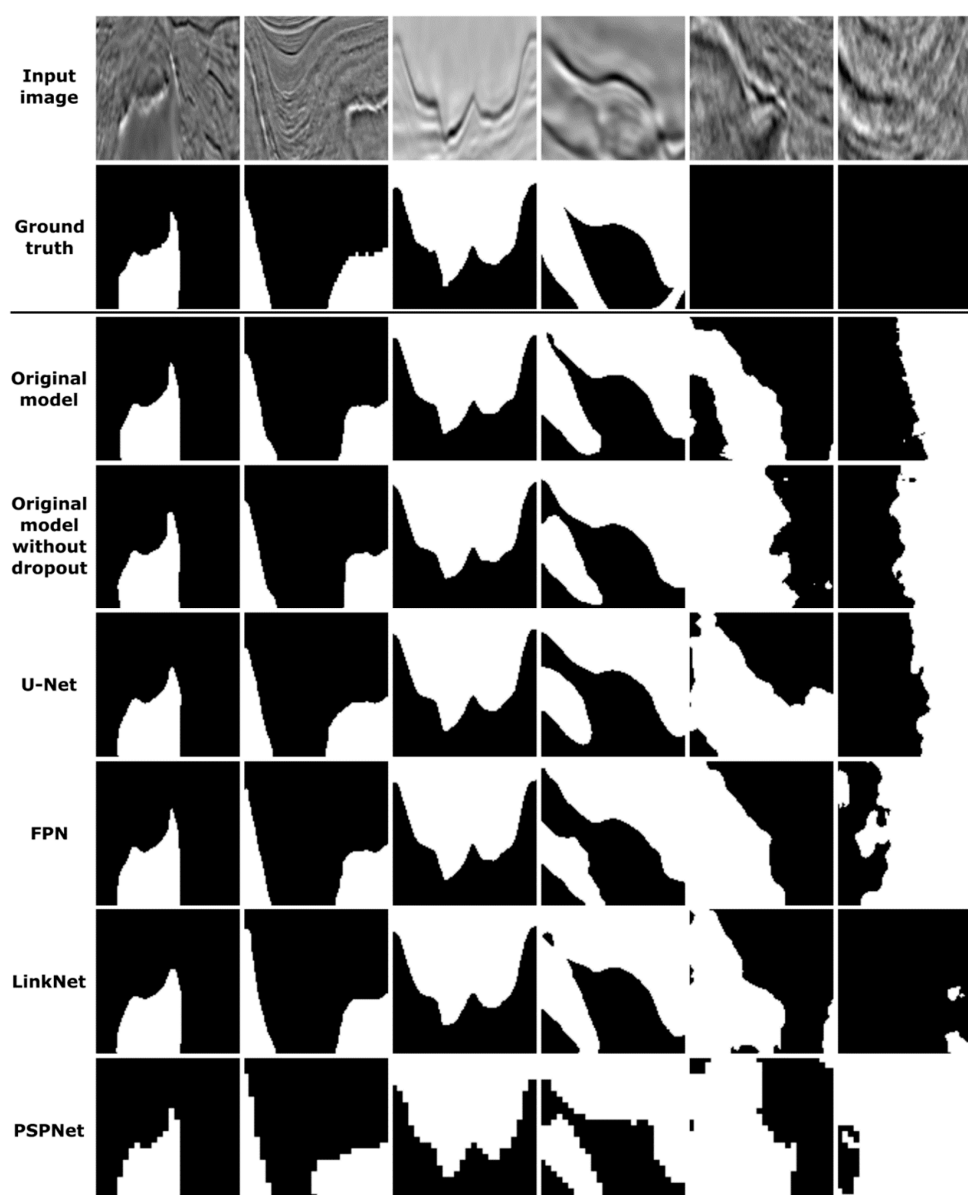 Input
image
Ground
truth
Original
model
Original
model
without
dropout
U-Net
FPN
LinkNet
PSPNet